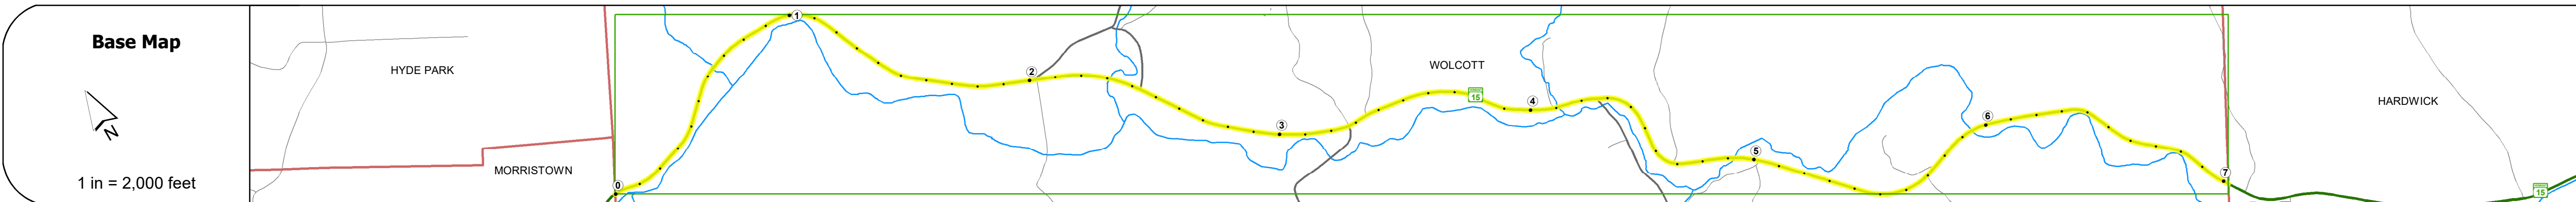 Base Map
N
1 in = 2,000 feet
HYDE PARK
MORRISTOWN
WOLCOTT
HARDWICK
0
1
2
3
15
4
5
6
7
15